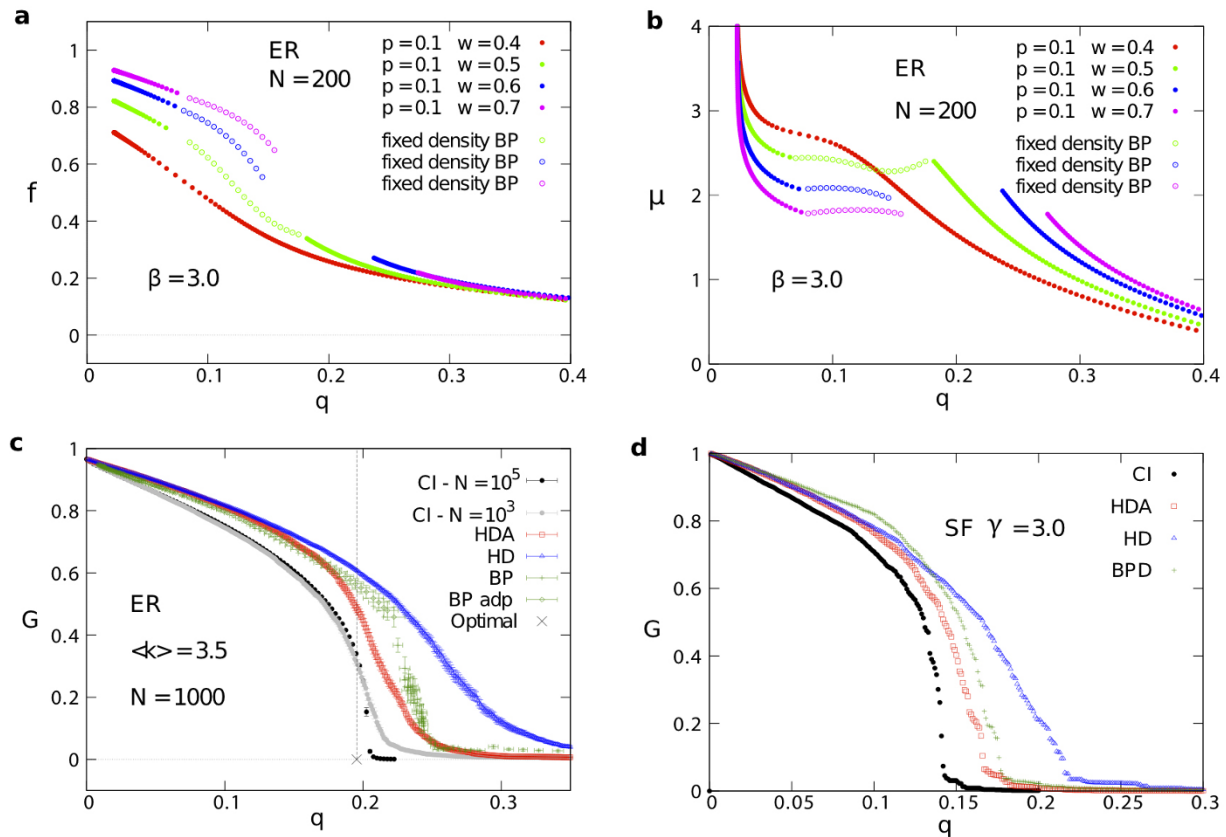 a
f
1
0.8
0.6
0.4
0.2
0
ER
N = 200
p = 0.1 w = 0.4
p = 0.1 w = 0.5
p = 0.1 w = 0.6
p = 0.1 w = 0.7
fixed density BP
fixed density BP
fixed density BP
β = 3.0
0 0.1 0.2 0.3 0.4
q
b
μ
4
3
2
1
0
ER
N = 200
p = 0.1 w = 0.4
p = 0.1 w = 0.5
p = 0.1 w = 0.6
p = 0.1 w = 0.7
fixed density BP
fixed density BP
fixed density BP
β = 3.0
0 0.1 0.2 0.3 0.4
q
c
G
1
0.8
0.6
0.4
0.2
0
CI - N = 10⁵
CI - N = 10³
HDA
HD
BP
BP adp
Optimal
ER
<k> = 3.5
N = 1000
0 0.1 0.2 0.3
q
d
G
1
0.8
0.6
0.4
0.2
0
SF γ = 3.0
CI
HDA
HD
BPD
0 0.05 0.1 0.15 0.2 0.25 0.3
q